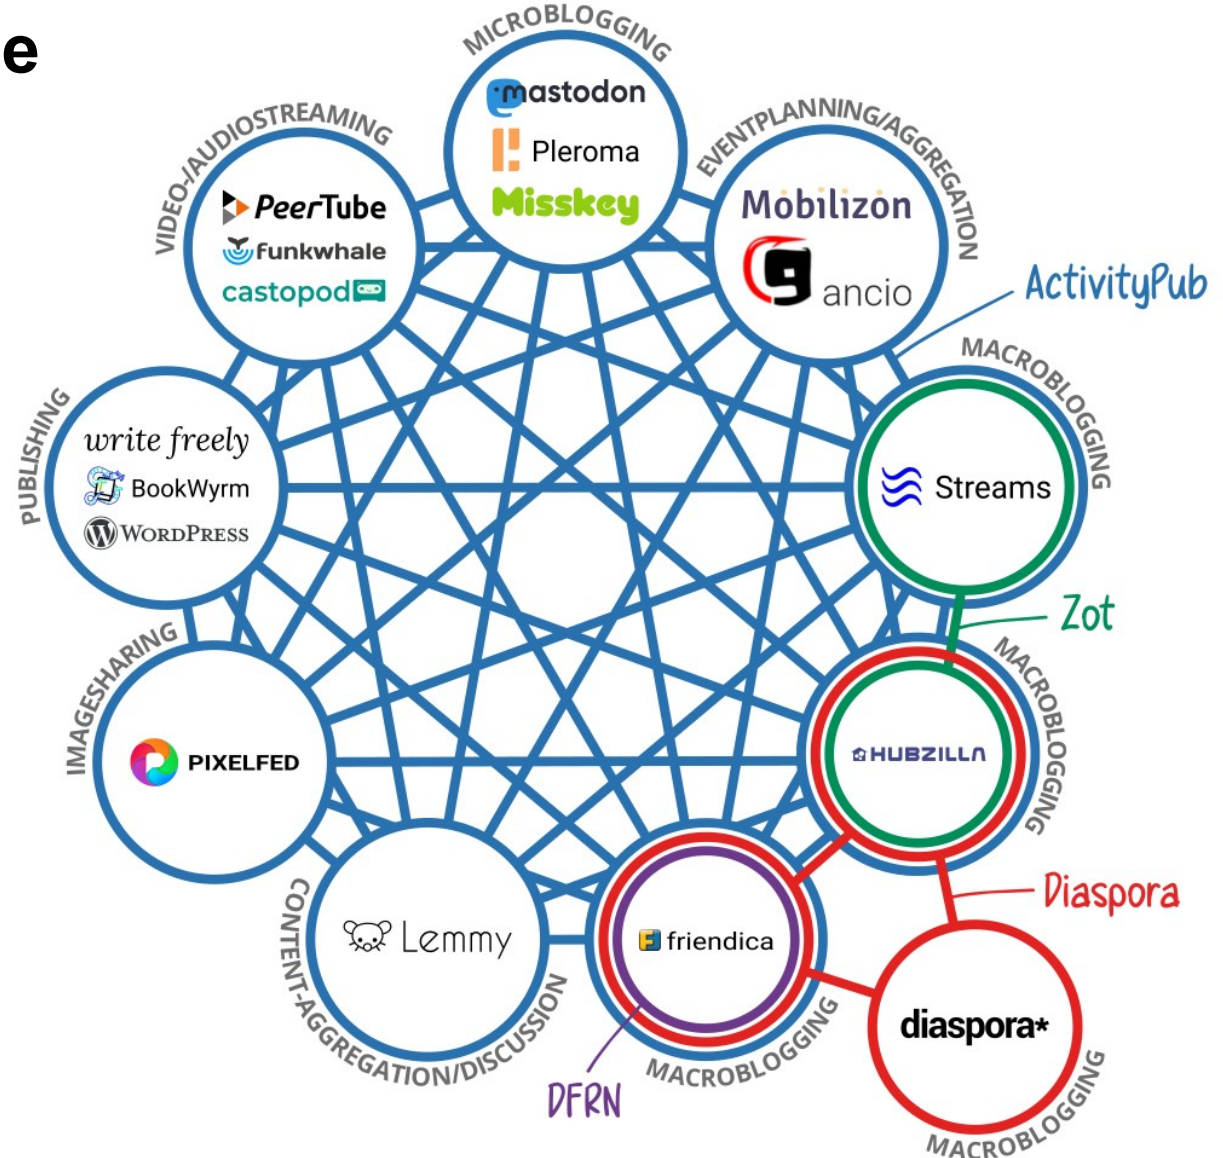 e
MICROBLOGGING
mastodon
Pleroma
Misskey
VIDEO-/AUDIOSTREAMING
PeerTube
funkwhale
castopod
EVENTPLANNING/AGGREGATION
Mobilizon
gancio
ActivityPub
PUBLISHING
write freely
BookWyrm
WORDPRESS
MACROBLOGGING
Streams
Zot
IMAGESHARING
PIXELFED
MACROBLOGGING
HUBZILLA
CONTENT-AGGREGATION/DISCUSSION
Lemmy
MACROBLOGGING
friendica
DFRN
Diaspora
diaspora*
MACROBLOGGING